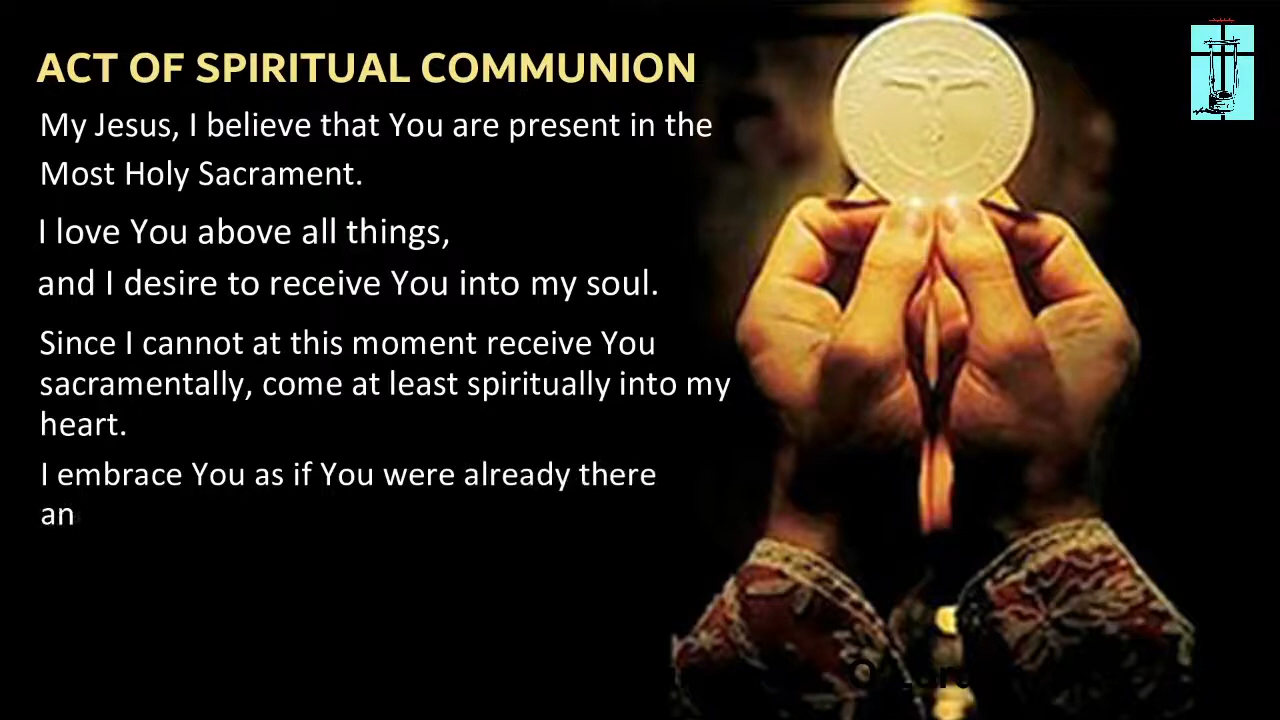 ACT OF SPIRITUAL COMMUNION
My Jesus, I believe that You are present in the
Most Holy Sacrament.
I love You above all things,
and I desire to receive You into my soul.
Since I cannot at this moment receive You
sacramentally, come at least spiritually into my
heart.
I embrace You as if You were already there
an